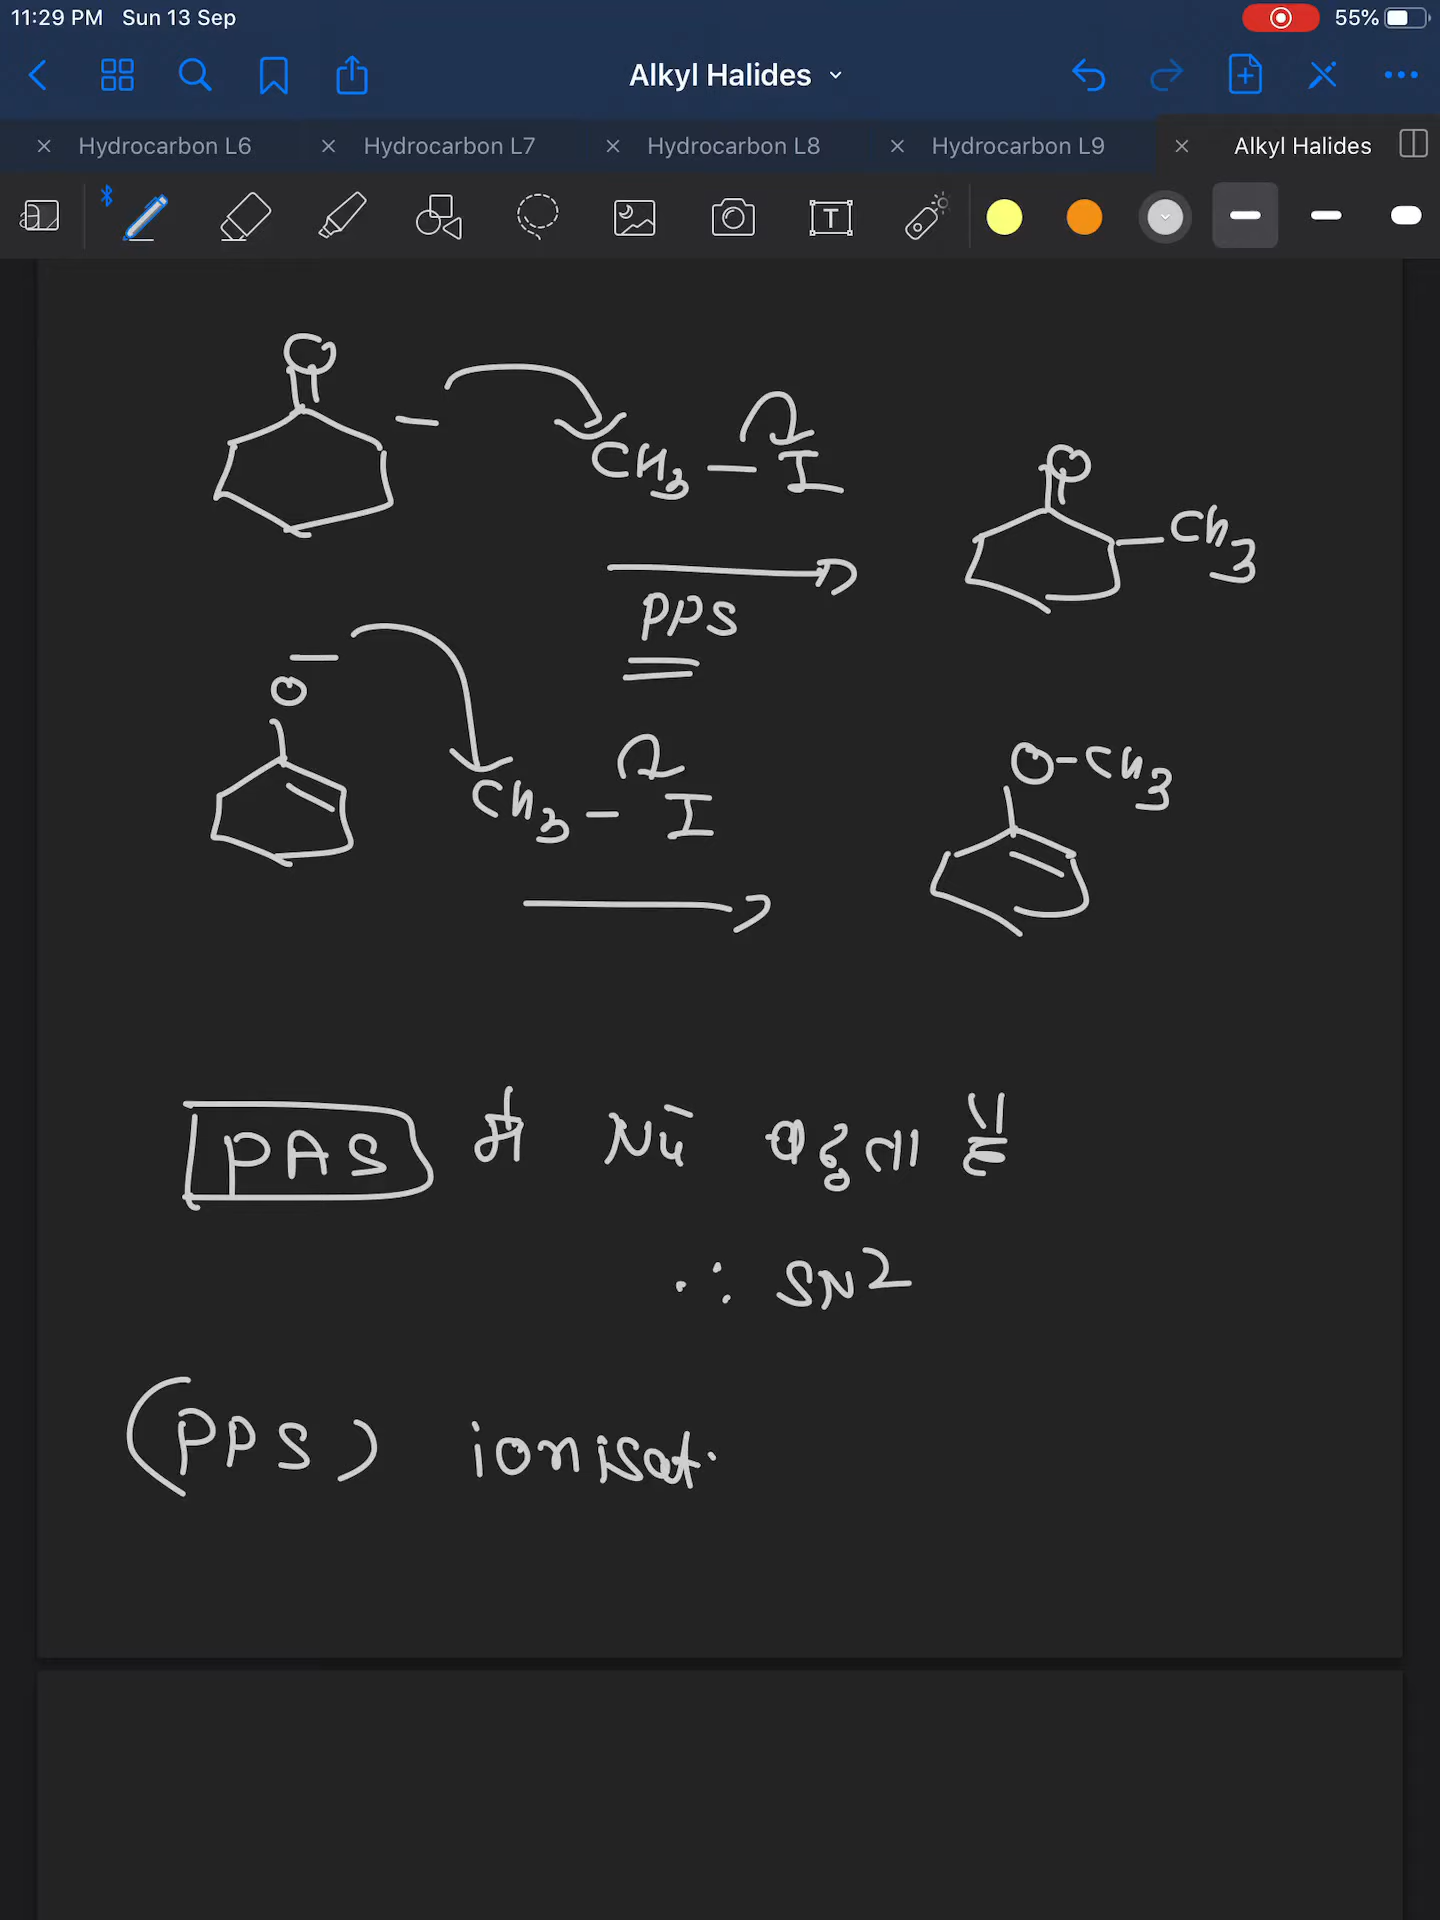 11:29 PM Sun 13 Sep 55%
Alkyl Halides
Hydrocarbon L6 Hydrocarbon L7 Hydrocarbon L8 Hydrocarbon L9 Alkyl Halides
a T
O
CH3 — I
O
CH3
PPS
O
CH3 – I
O–CH3
PAS में Nu बढ़ता है
∴ SN2
(PPS) ionisat.